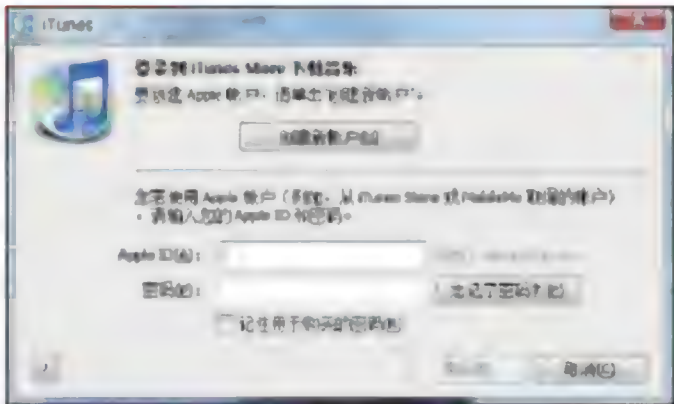 iTunes
登录到 iTunes Store 下载音乐
要创建 Apple 帐户,请单击“创建新帐户”。
创建新帐户(N)
如果使用 Apple 帐户(例如,从 iTunes Store 或 MobileMe 取得的帐户)
,请输入您的 Apple ID 和密码。
Apple ID(A):
密码(P):
忘记了密码?(F)
记住用于购买的密码(R)
?
取消(C)